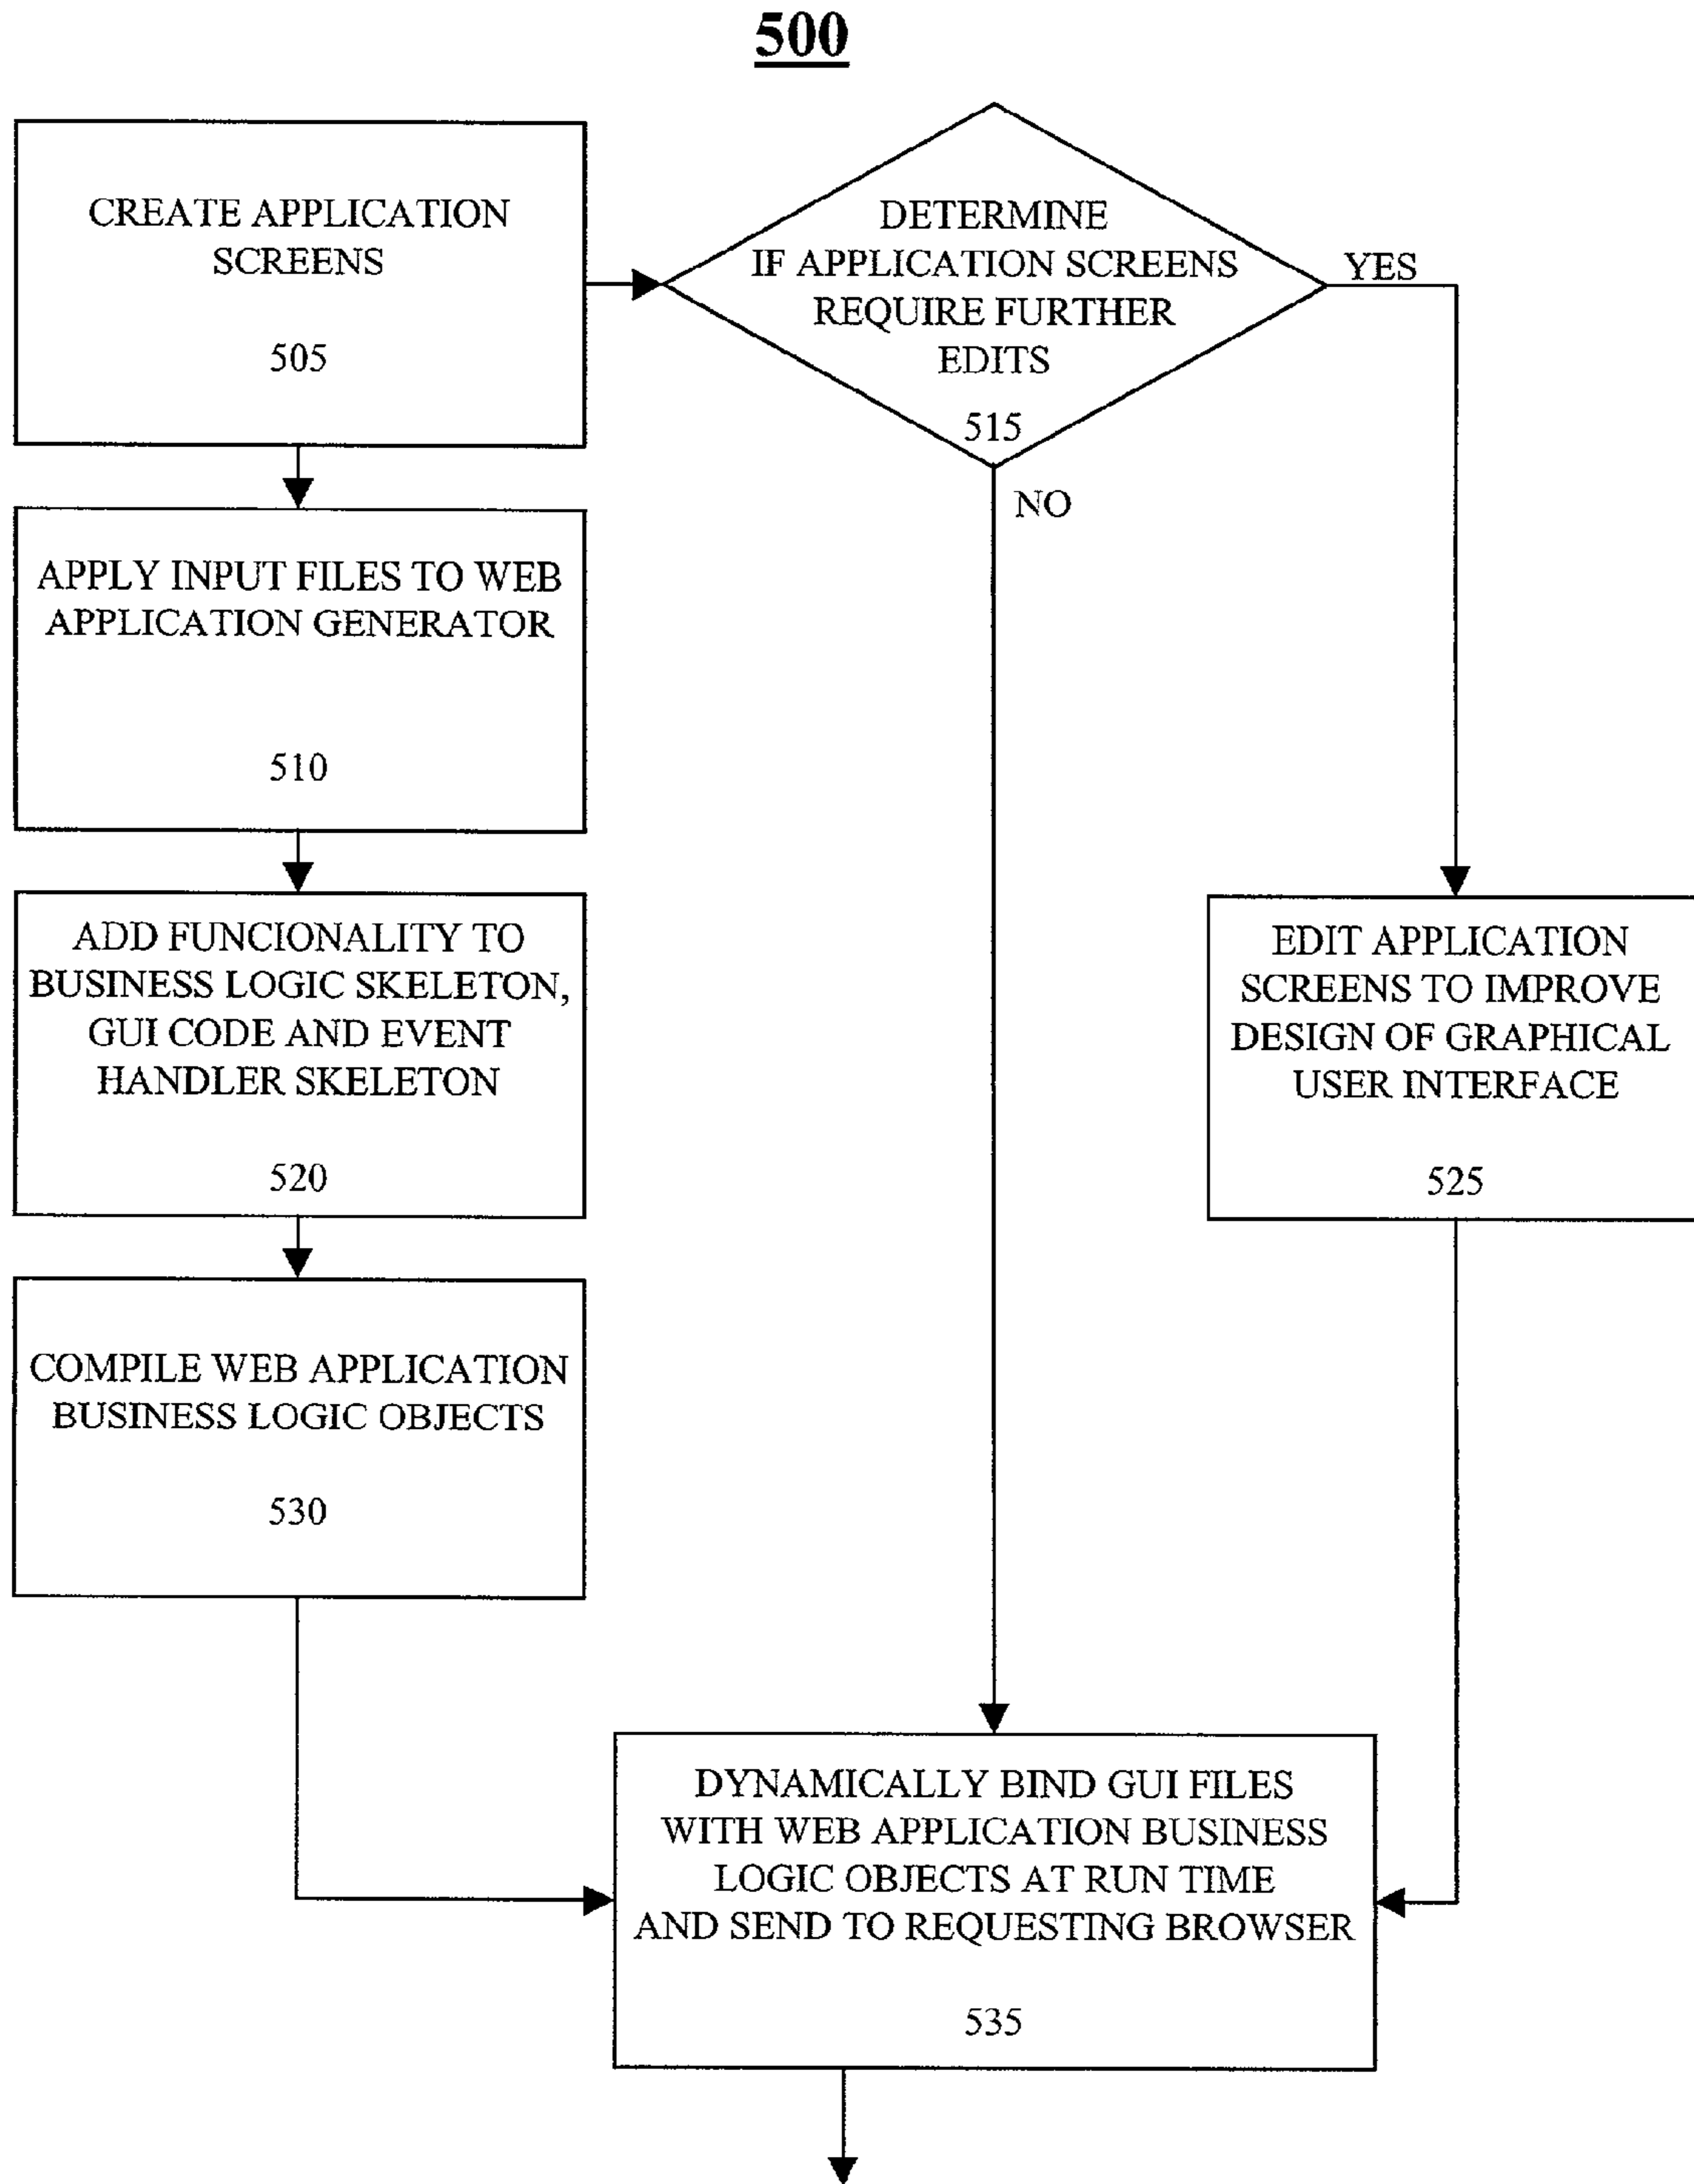 500
CREATE APPLICATION
SCREENS
505
DETERMINE
IF APPLICATION SCREENS
REQUIRE FURTHER
EDITS
515
YES
NO
APPLY INPUT FILES TO WEB
APPLICATION GENERATOR
510
ADD FUNCIONALITY TO
BUSINESS LOGIC SKELETON,
GUI CODE AND EVENT
HANDLER SKELETON
520
EDIT APPLICATION
SCREENS TO IMPROVE
DESIGN OF GRAPHICAL
USER INTERFACE
525
COMPILE WEB APPLICATION
BUSINESS LOGIC OBJECTS
530
DYNAMICALLY BIND GUI FILES
WITH WEB APPLICATION BUSINESS
LOGIC OBJECTS AT RUN TIME
AND SEND TO REQUESTING BROWSER
535